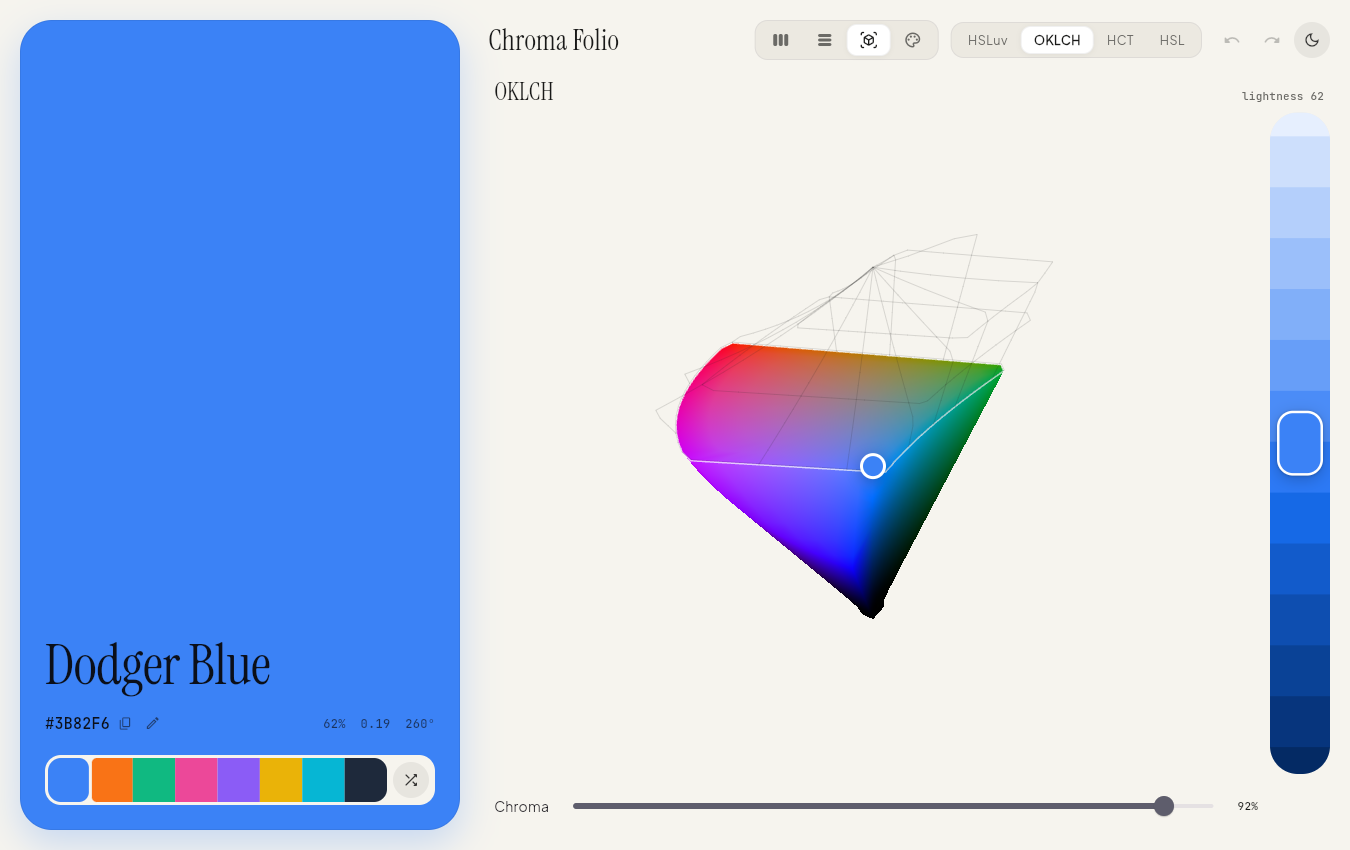 Chroma Folio
HSLuv OKLCH HCT HSL
OKLCH
lightness 62
Dodger Blue
#3B82F6
62% 0.19 260°
Chroma
92%